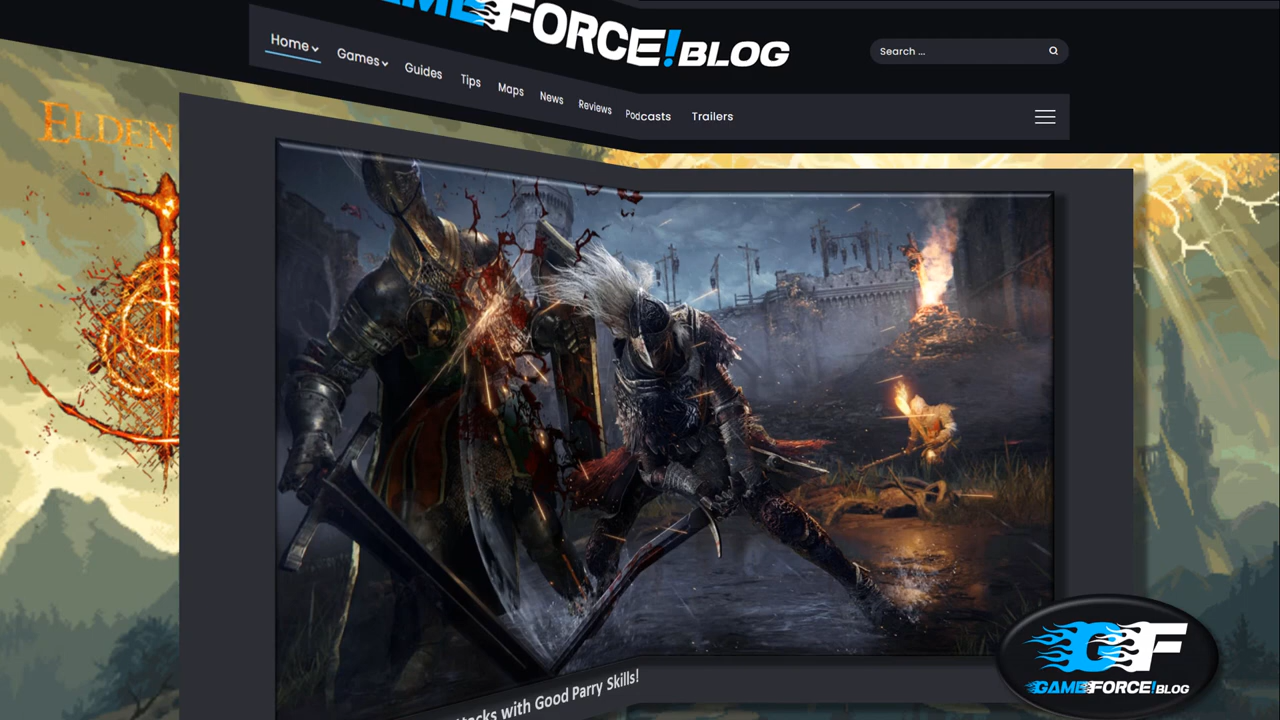 FORCE!BLOG
Search ...
Home
Games
Guides
Tips
Maps
News
Reviews
Podcasts
Trailers
ELDEN
with Good Parry Skills!
GF
GAMEFORCE!BLOG